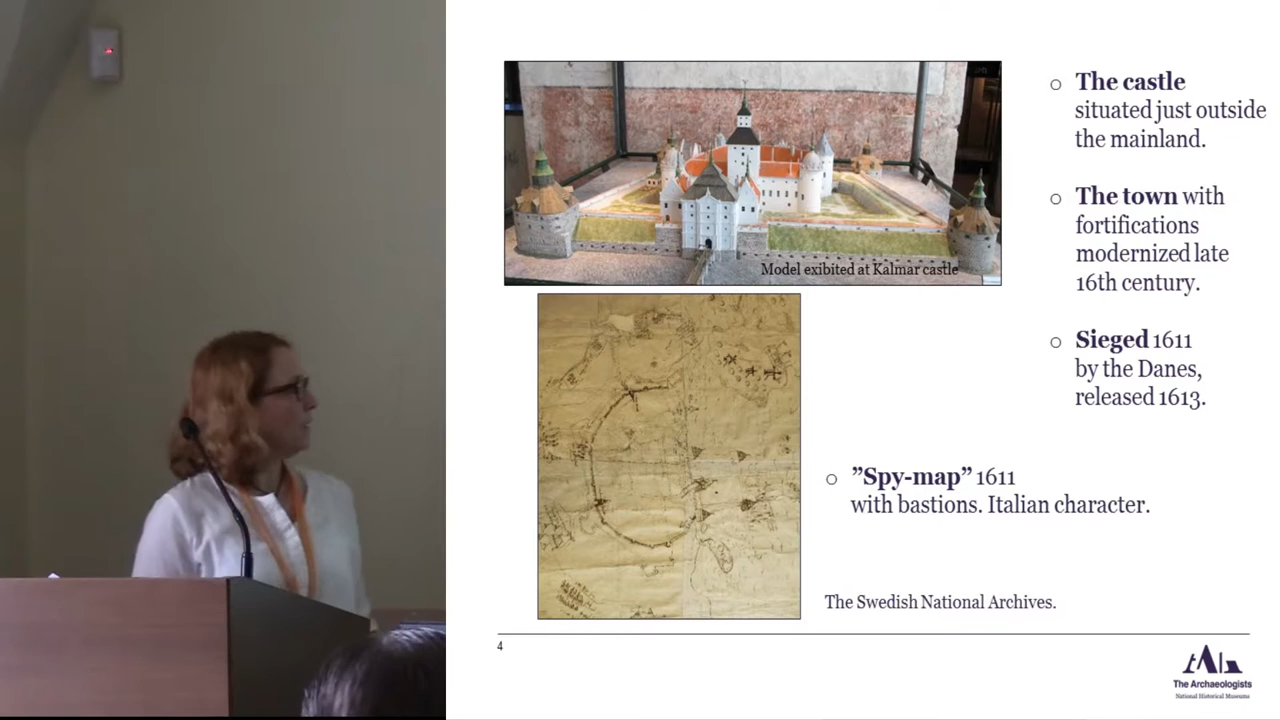 Model exibited at Kalmar castle
The castle
situated just outside
the mainland.
The town with
fortifications
modernized late
16th century.
Sieged 1611
by the Danes,
released 1613.
"Spy-map" 1611
with bastions. Italian character.
The Swedish National Archives.
4
The Archaeologists
National Historical Museums